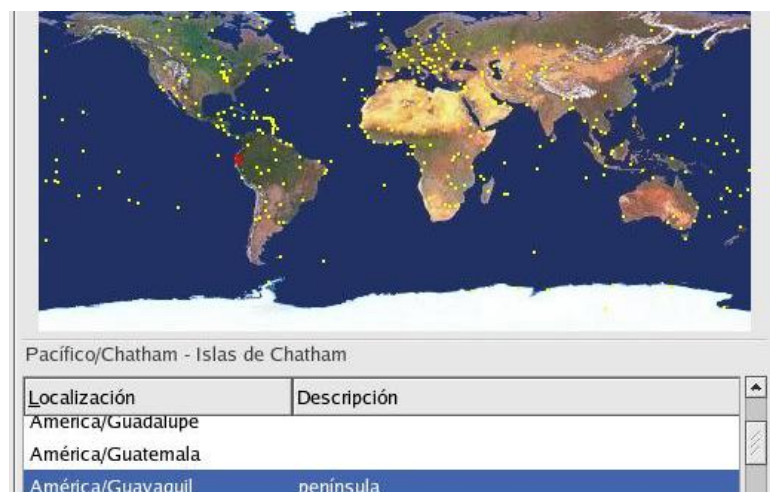 Pacífico/Chatham - Islas de Chatham
Localización Descripción
América/Guadalupe
América/Guatemala
América/Guayaquil península